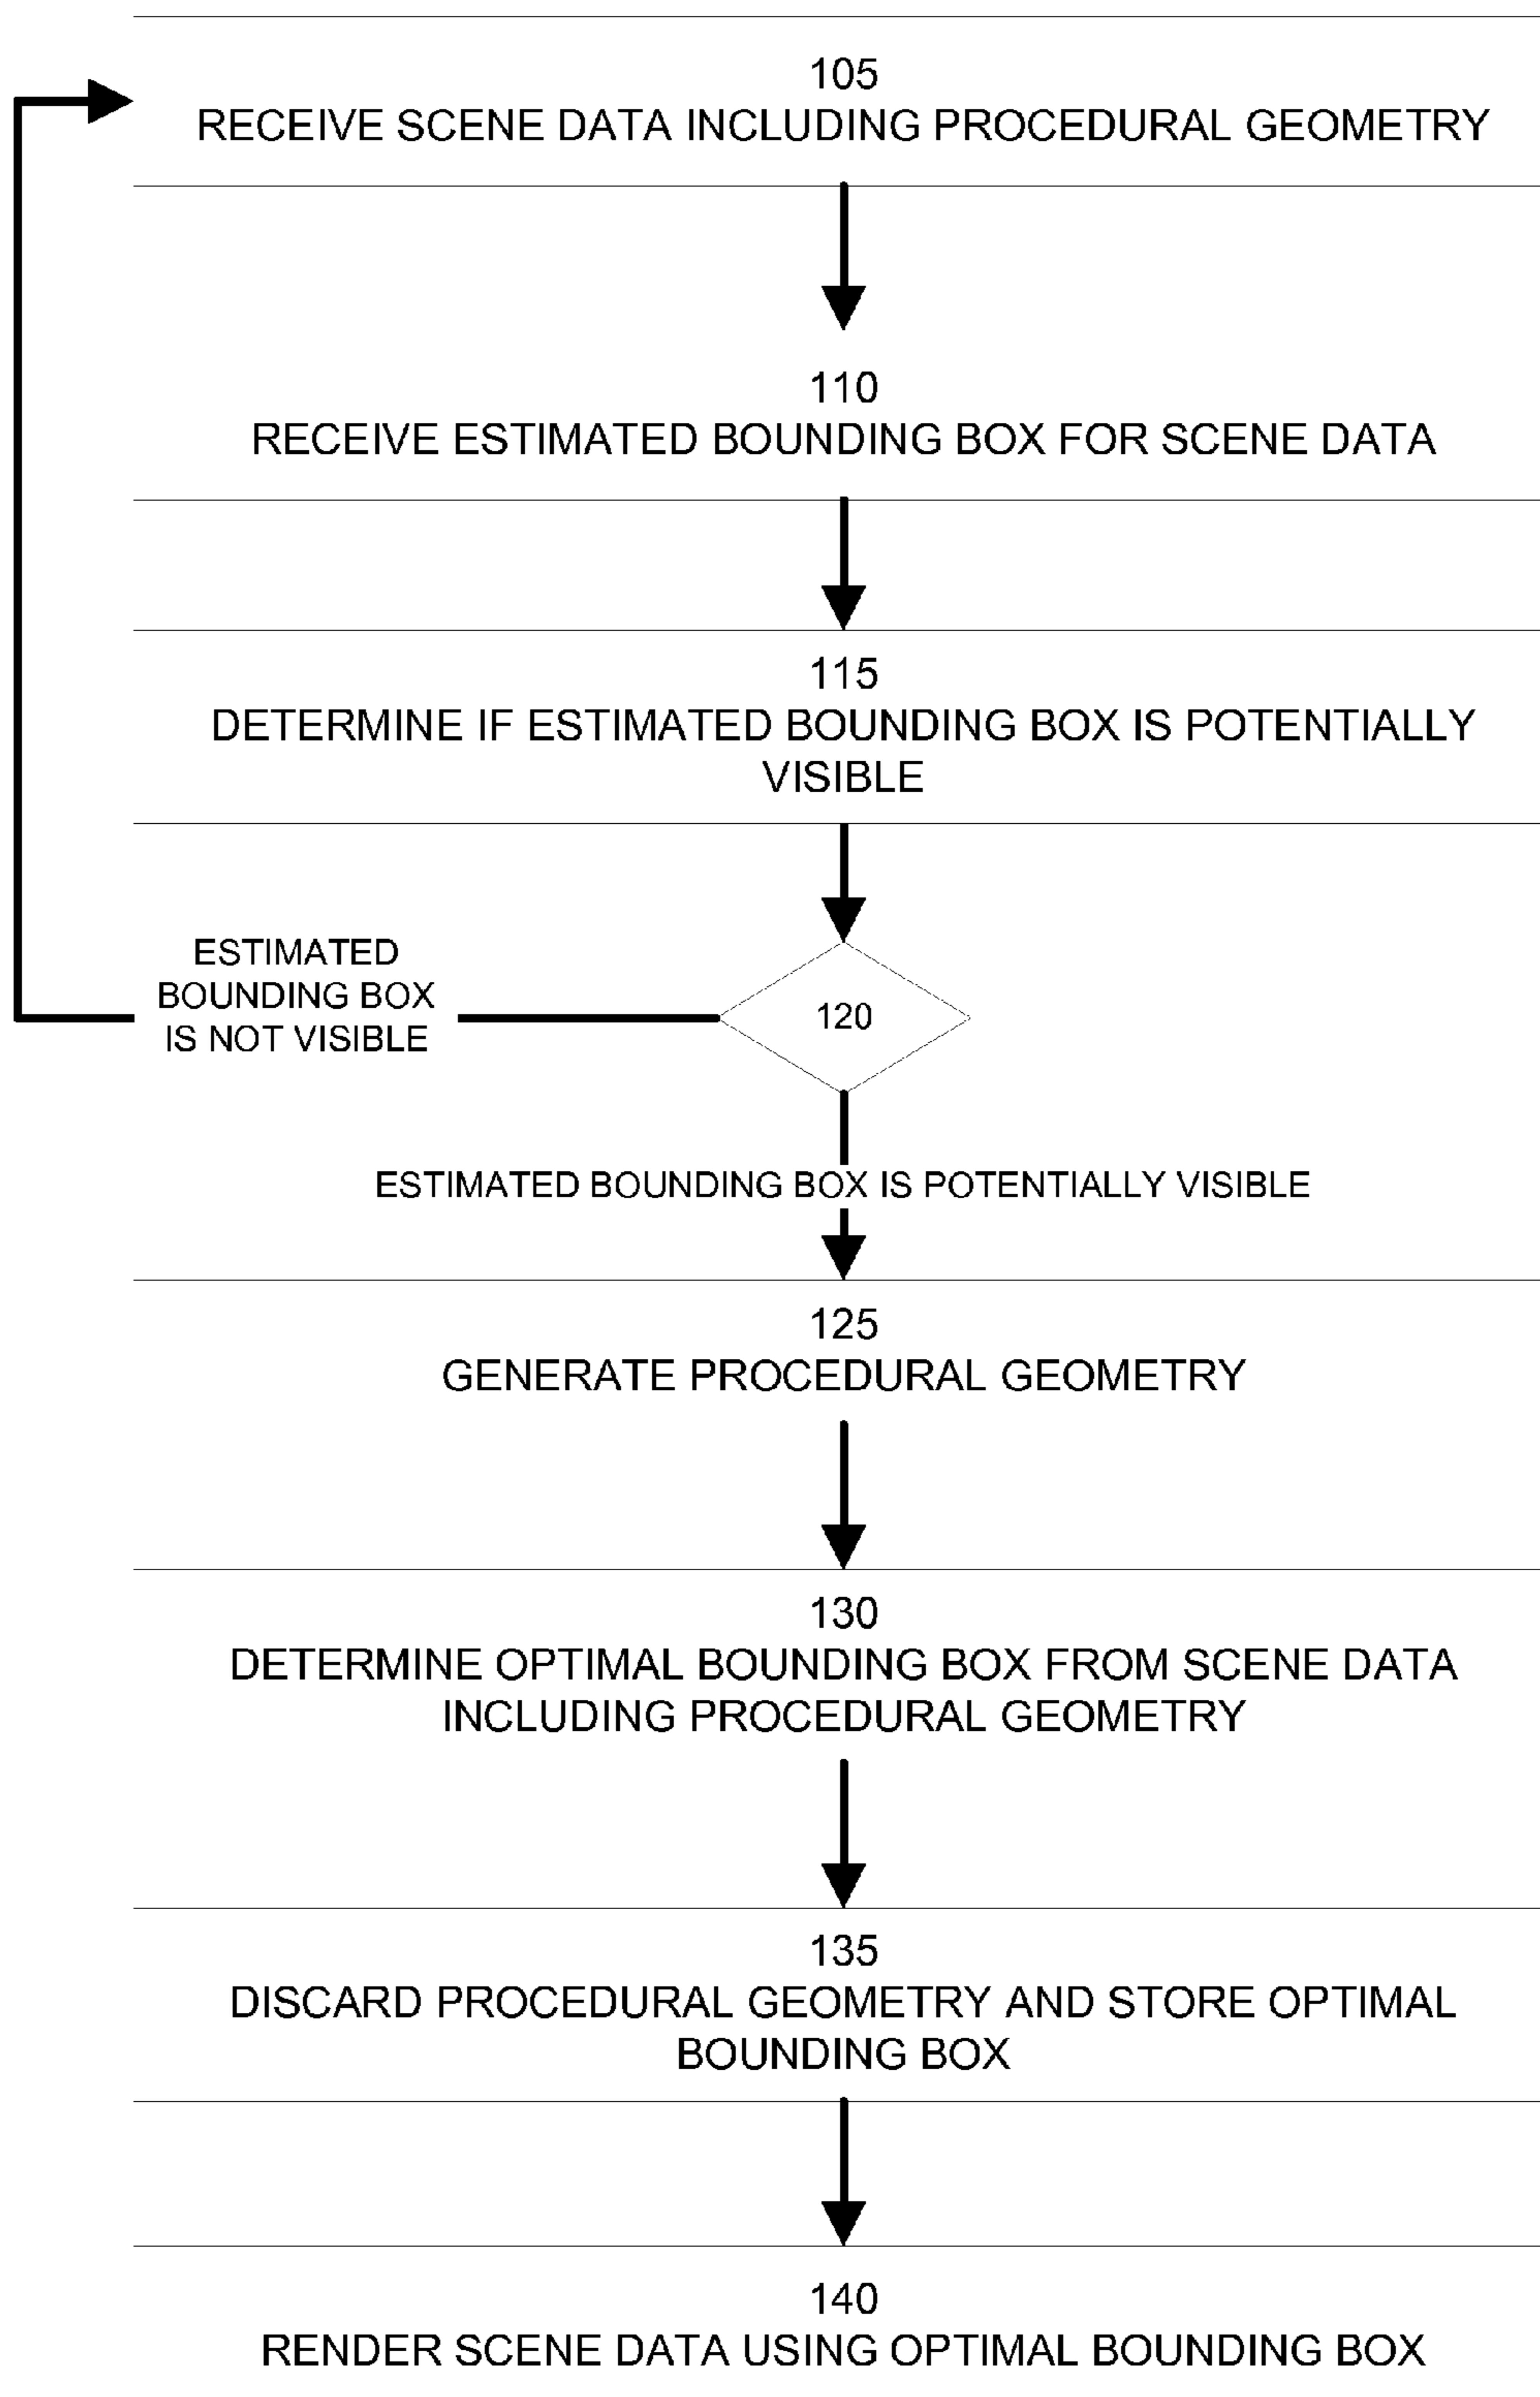 105
RECEIVE SCENE DATA INCLUDING PROCEDURAL GEOMETRY
110
RECEIVE ESTIMATED BOUNDING BOX FOR SCENE DATA
115
DETERMINE IF ESTIMATED BOUNDING BOX IS POTENTIALLY
VISIBLE
ESTIMATED
BOUNDING BOX
IS NOT VISIBLE
120
ESTIMATED BOUNDING BOX IS POTENTIALLY VISIBLE
125
GENERATE PROCEDURAL GEOMETRY
130
DETERMINE OPTIMAL BOUNDING BOX FROM SCENE DATA
INCLUDING PROCEDURAL GEOMETRY
135
DISCARD PROCEDURAL GEOMETRY AND STORE OPTIMAL
BOUNDING BOX
140
RENDER SCENE DATA USING OPTIMAL BOUNDING BOX